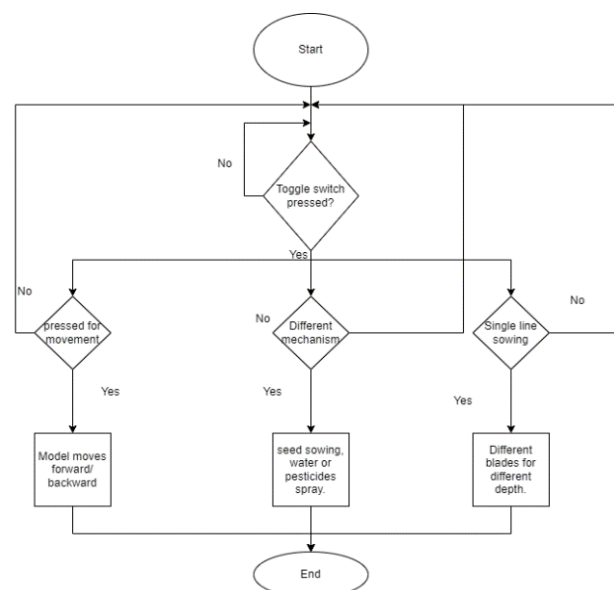 Start
No
Toggle switch
pressed?
Yes
No
pressed for
movement
No
Different
mechanism
Single line
sowing
No
Yes
Yes
Yes
Model moves
forward/
backward
seed sowing,
water or
pesticides
spray.
Different
blades for
different
depth.
End